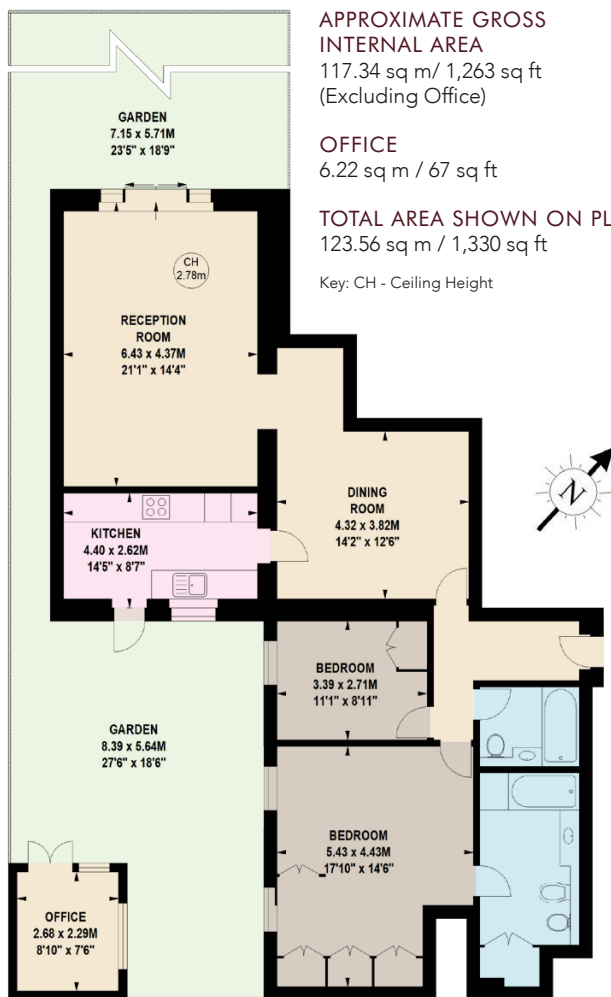 APPROXIMATE GROSS
INTERNAL AREA
117.34 sq m/ 1,263 sq ft
(Excluding Office)
OFFICE
6.22 sq m / 67 sq ft
TOTAL AREA SHOWN ON PL
123.56 sq m / 1,330 sq ft
Key: CH - Ceiling Height
GARDEN
7.15 x 5.71M
23'5" x 18'9"
CH
2.78m
RECEPTION
ROOM
6.43 x 4.37M
21'1" x 14'4"
N
DINING
ROOM
4.32 x 3.82M
14'2" x 12'6"
KITCHEN
4.40 x 2.62M
14'5" x 8'7"
BEDROOM
3.39 x 2.71M
11'1" x 8'11"
GARDEN
8.39 x 5.64M
27'6" x 18'6"
BEDROOM
5.43 x 4.43M
17'10" x 14'6"
OFFICE
2.68 x 2.29M
8'10" x 7'6"